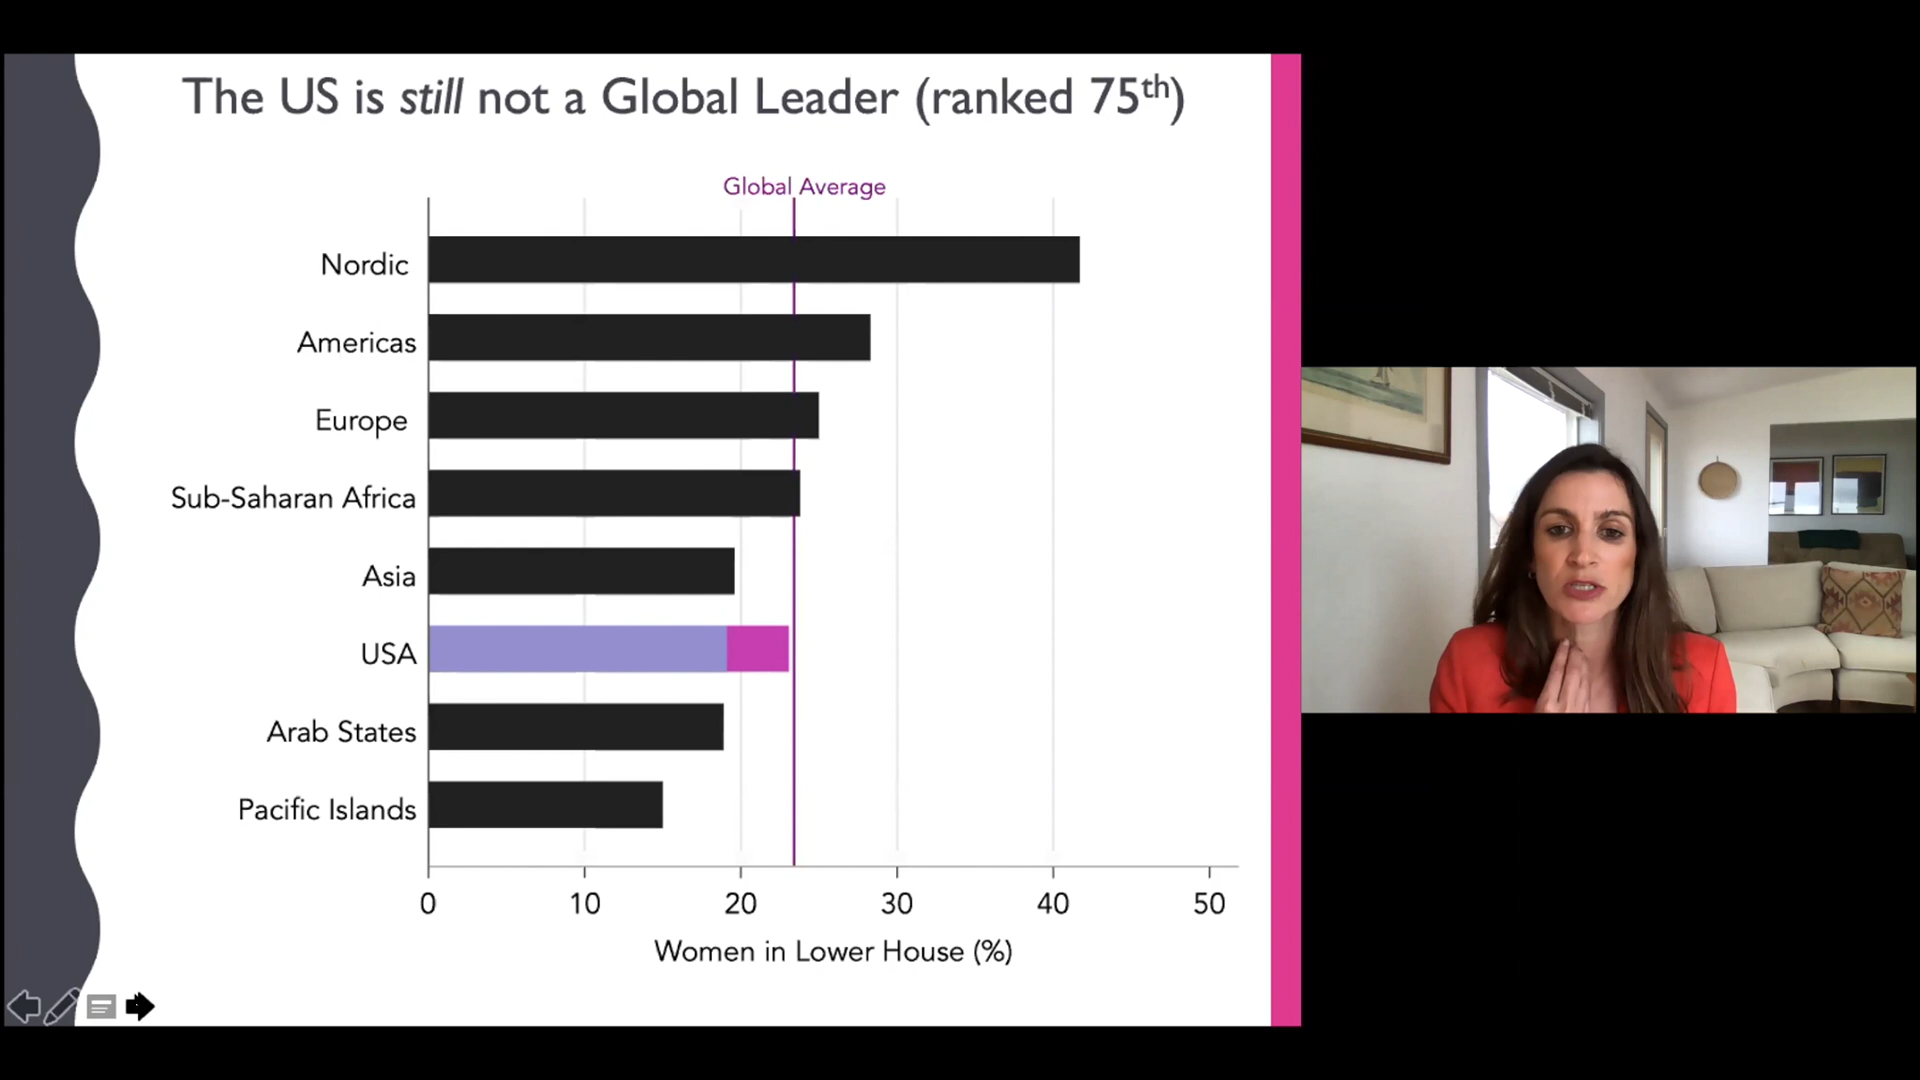 The US is still not a Global Leader (ranked 75th)
Global Average
Nordic
Americas
Europe
Sub-Saharan Africa
Asia
USA
Arab States
Pacific Islands
0 10 20 30 40 50
Women in Lower House (%)